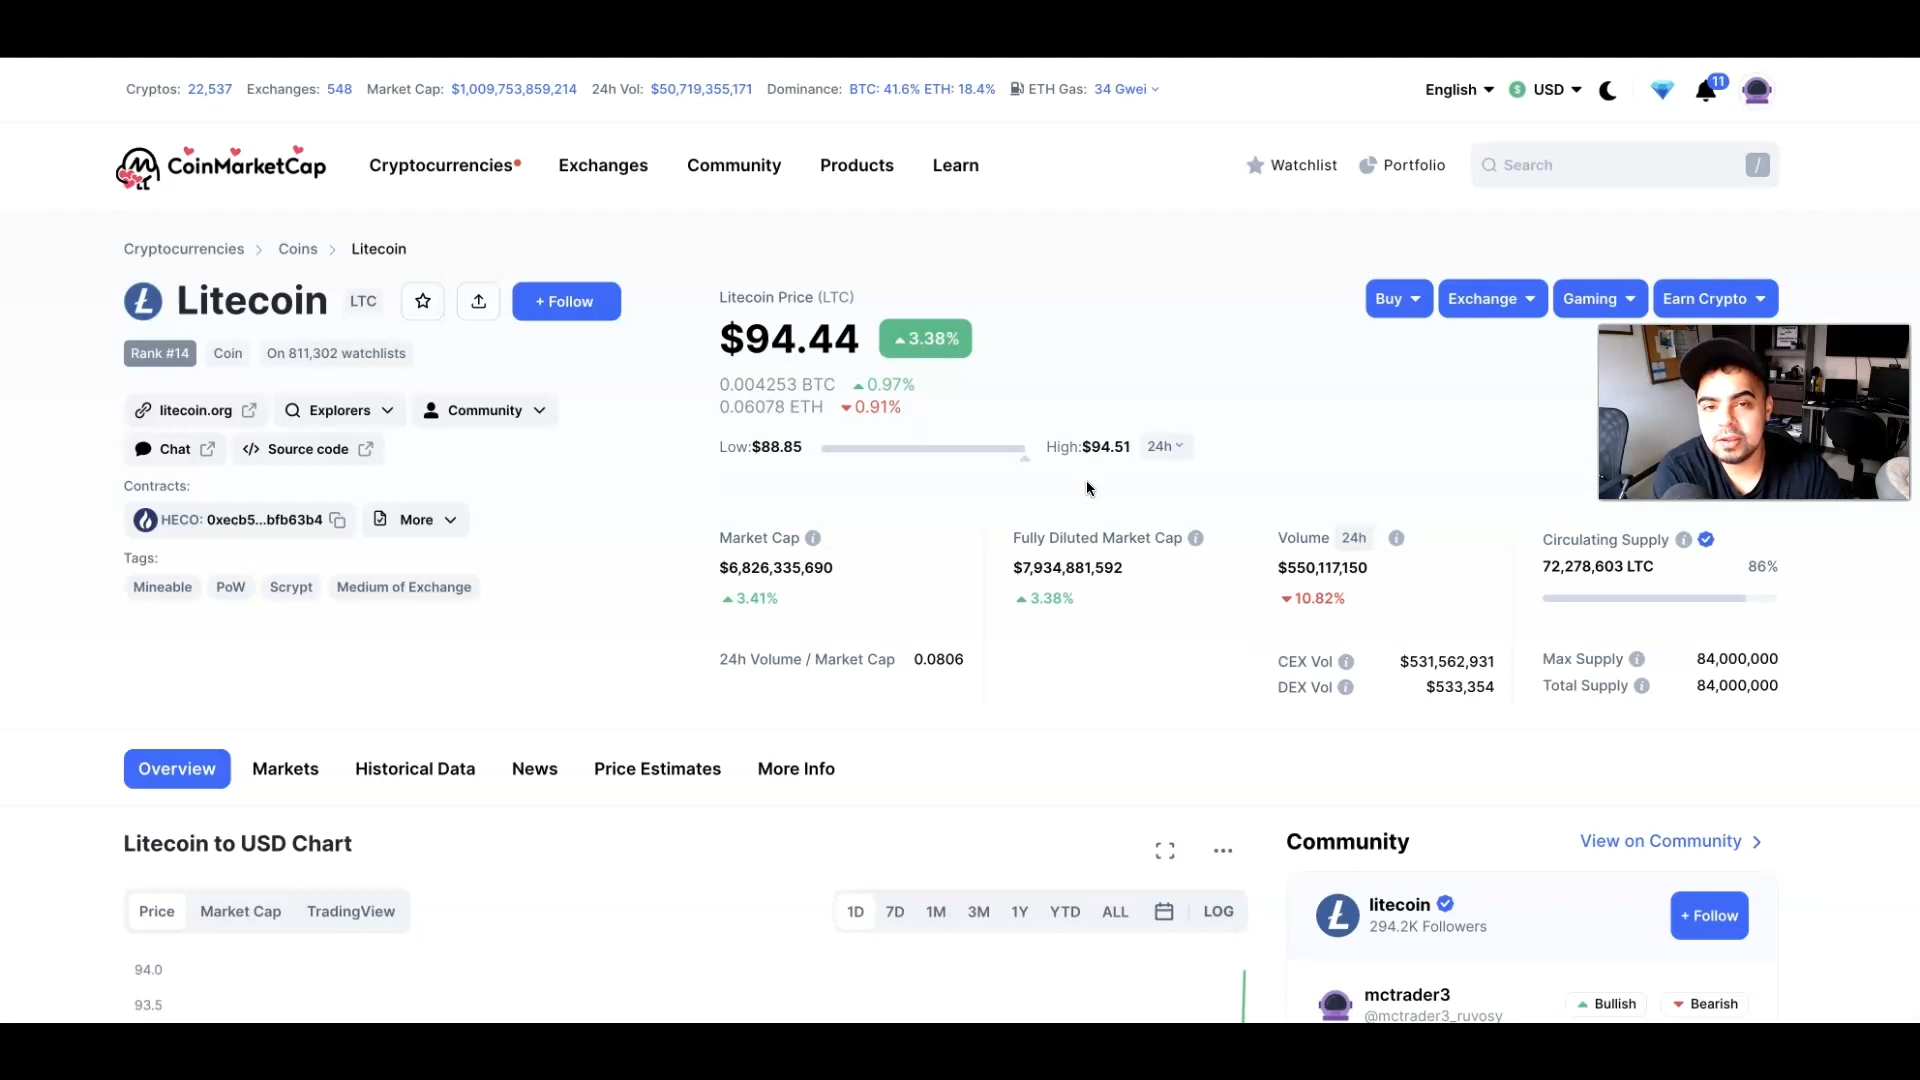 Cryptos: 22,537 Exchanges: 548 Market Cap: $1,009,753,859,214 24h Vol: $50,719,355,171 Dominance: BTC: 41.6% ETH: 18.4% ETH Gas: 34 Gwei
English USD 11
CoinMarketCap Cryptocurrencies Exchanges Community Products Learn
Watchlist Portfolio Search /
Cryptocurrencies > Coins > Litecoin
Litecoin LTC + Follow
Rank #14 Coin On 811,302 watchlists
litecoin.org Explorers Community
Chat Source code
Contracts:
HECO: 0xecb5...bfb63b4 More
Tags:
Mineable PoW Scrypt Medium of Exchange
Litecoin Price (LTC)
$94.44 3.38%
0.004253 BTC 0.97%
0.06078 ETH 0.91%
Low:$88.85 High:$94.51 24h
Buy Exchange Gaming Earn Crypto
Market Cap
$6,826,335,690
3.41%
24h Volume / Market Cap 0.0806
Fully Diluted Market Cap
$7,934,881,592
3.38%
Volume 24h
$550,117,150
10.82%
CEX Vol $531,562,931
DEX Vol $533,354
Circulating Supply
72,278,603 LTC 86%
Max Supply 84,000,000
Total Supply 84,000,000
Overview Markets Historical Data News Price Estimates More Info
Litecoin to USD Chart
Price Market Cap TradingView
1D 7D 1M 3M 1Y YTD ALL LOG
94.0
93.5
Community View on Community >
litecoin
294.2K Followers
+ Follow
mctrader3
@mctrader3_ruvosy
Bullish Bearish